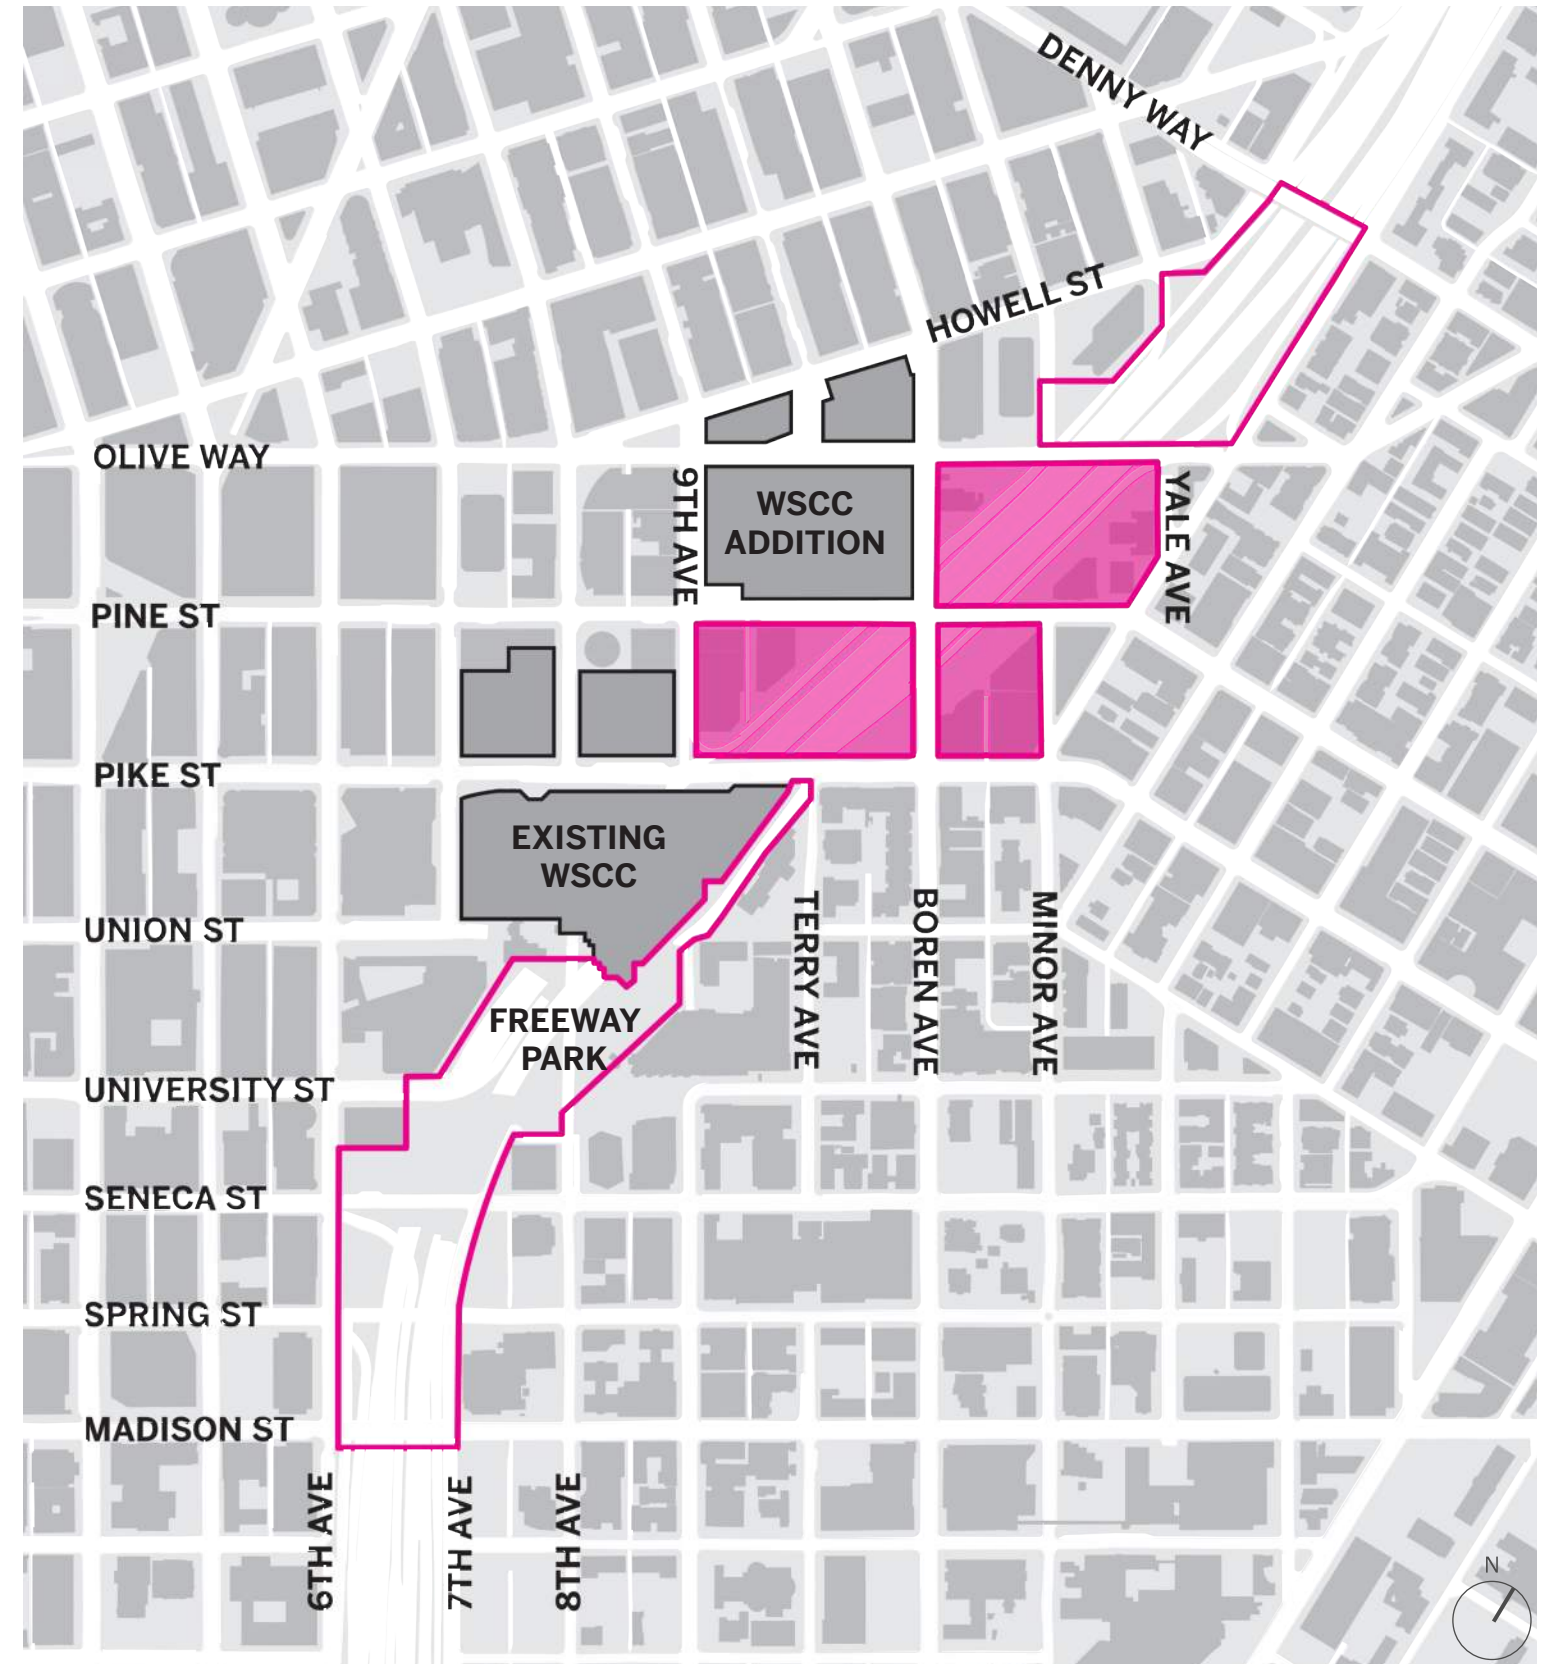 DENNY WAY
HOWELL ST
OLIVE WAY
9TH AVE
WSCC
ADDITION
YALE AVE
PINE ST
PIKE ST
EXISTING
WSCC
UNION ST
TERRY AVE
BOREN AVE
MINOR AVE
FREEWAY
PARK
UNIVERSITY ST
SENECA ST
SPRING ST
MADISON ST
6TH AVE
7TH AVE
8TH AVE
N